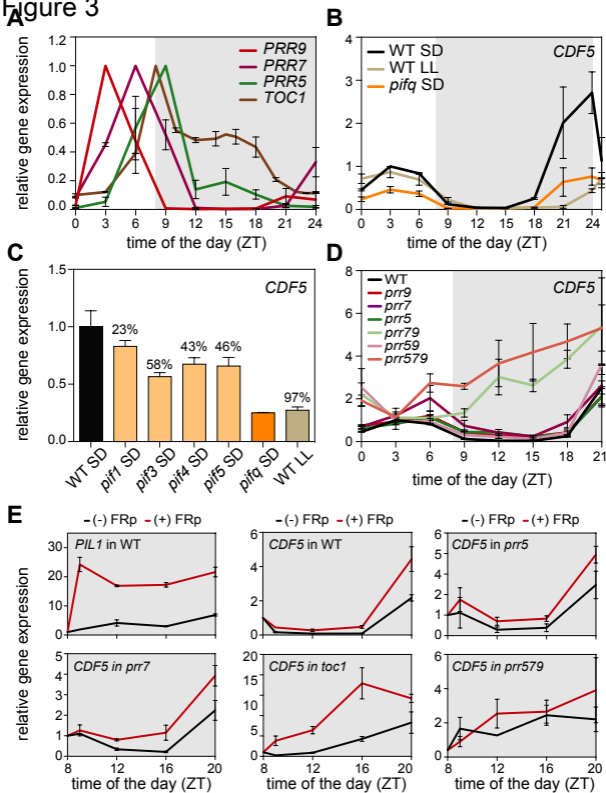 Figure 3
A
relative gene expression
1.2
1.0
0.8
0.6
0.4
0.2
0.0
PRR9
PRR7
PRR5
TOC1
0 3 6 9 12 15 18 21 24
time of the day (ZT)
B
CDF5
4
3
2
1
0
WT SD
WT LL
pifq SD
0 3 6 9 12 15 18 21 24
time of the day (ZT)
C
CDF5
relative gene expression
1.5
1.0
0.5
0.0
23%
58%
43%
46%
97%
WT SD
pif1 SD
pif3 SD
pif4 SD
pif5 SD
pifq SD
WT LL
D
CDF5
8
6
4
2
0
WT
prr9
prr7
prr5
prr79
prr59
prr579
0 3 6 9 12 15 18 21
time of the day (ZT)
E
relative gene expression
(-) FRp (+) FRp
PIL1 in WT
30
20
10
0
(-) FRp (+) FRp
CDF5 in WT
6
4
2
0
(-) FRp (+) FRp
CDF5 in prr5
5
4
3
2
1
0
CDF5 in prr7
5
4
3
2
1
0
8 12 16 20
time of the day (ZT)
CDF5 in toc1
20
15
10
5
0
8 12 16 20
time of the day (ZT)
CDF5 in prr579
6
4
2
0
8 12 16 20
time of the day (ZT)